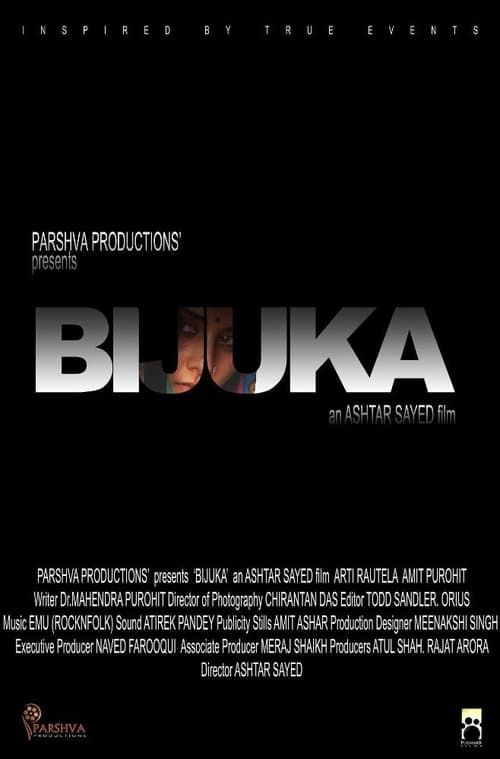 INSPIRED BY TRUE EVENTS
PARSHVA PRODUCTIONS'
presents
BIJUKA
an ASHTAR SAYED film
PARSHVA PRODUCTIONS' presents 'BIJUKA' an ASHTAR SAYED film ARTI RAUTELA AMIT PUROHIT
Writer Dr.MAHENDRA PUROHIT Director of Photography CHIRANTAN DAS Editor TODD SANDLER. ORIUS
Music EMU (ROCKNFOLK) Sound ATIREK PANDEY Publicity Stills AMIT ASHAR Production Designer MEENAKSHI SINGH
Executive Producer NAVED FAROOQUI Associate Producer MERAJ SHAIKH Producers ATUL SHAH. RAJAT ARORA
Director ASHTAR SAYED
PARSHVA
PRODUCTIONS